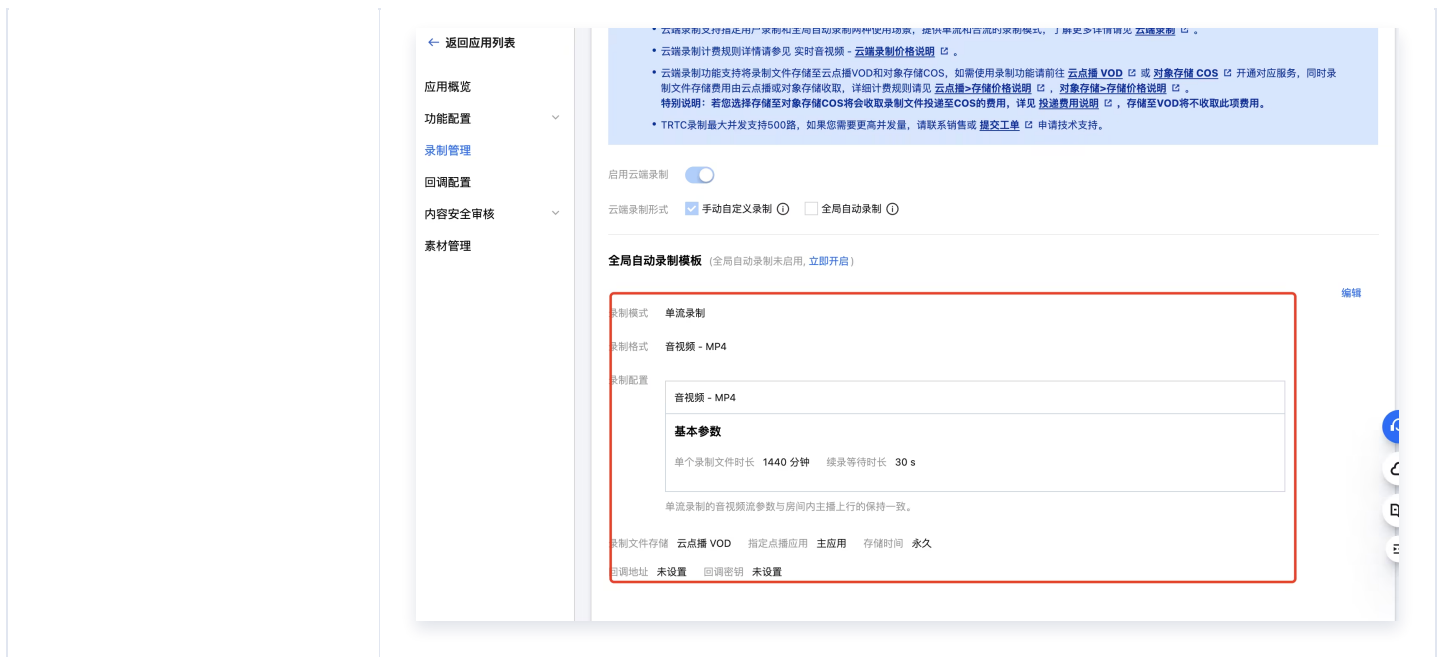 ← 返回应用列表
应用概览
功能配置
录制管理
回调配置
内容安全审核
素材管理
• 云端录制支持指定用户录制和全局自动录制两种使用场景，提供单流和合流的录制模式，了解更多详情请见 云端录制 。
• 云端录制计费规则详情请参见 实时音视频 - 云端录制价格说明 。
• 云端录制功能支持将录制文件存储至云点播VOD和对象存储COS，如需使用录制功能请前往 云点播 VOD 或 对象存储 COS 开通对应服务，同时录
制文件存储费用由云点播或对象存储收取，详细计费规则请见 云点播>存储价格说明 ，对象存储>存储价格说明 。
特别说明：若您选择存储至对象存储COS将会收取录制文件投递至COS的费用，详见 投递费用说明 ，存储至VOD将不收取此项费用。
• TRTC录制最大并发支持500路，如果您需要更高并发量，请联系销售或 提交工单 申请技术支持。
启用云端录制
云端录制形式 手动自定义录制 全局自动录制
全局自动录制模板 (全局自动录制未启用, 立即开启)
编辑
录制模式 单流录制
录制格式 音视频 - MP4
录制配置
音视频 - MP4
基本参数
单个录制文件时长 1440 分钟 续录等待时长 30 s
单流录制的音视频流参数与房间内主播上行的保持一致。
录制文件存储 云点播 VOD 指定点播应用 主应用 存储时间 永久
回调地址 未设置 回调密钥 未设置